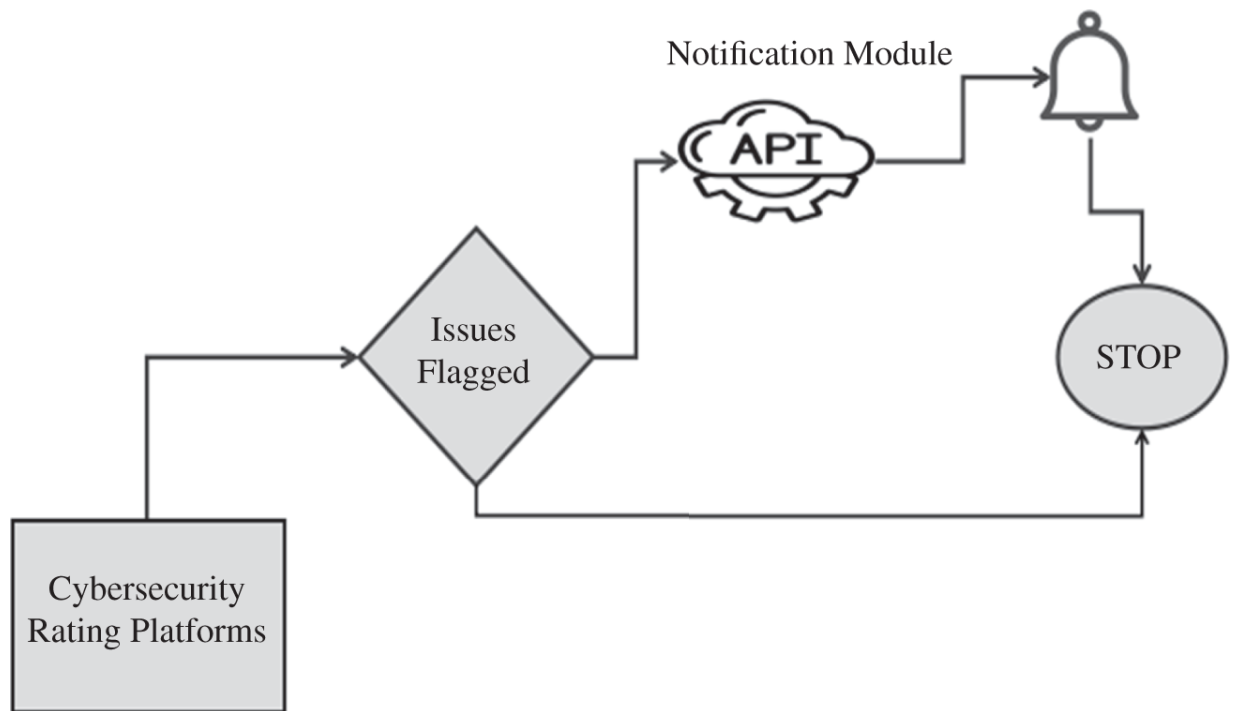 Notification Module
API
Issues
Flagged
STOP
Cybersecurity
Rating Platforms